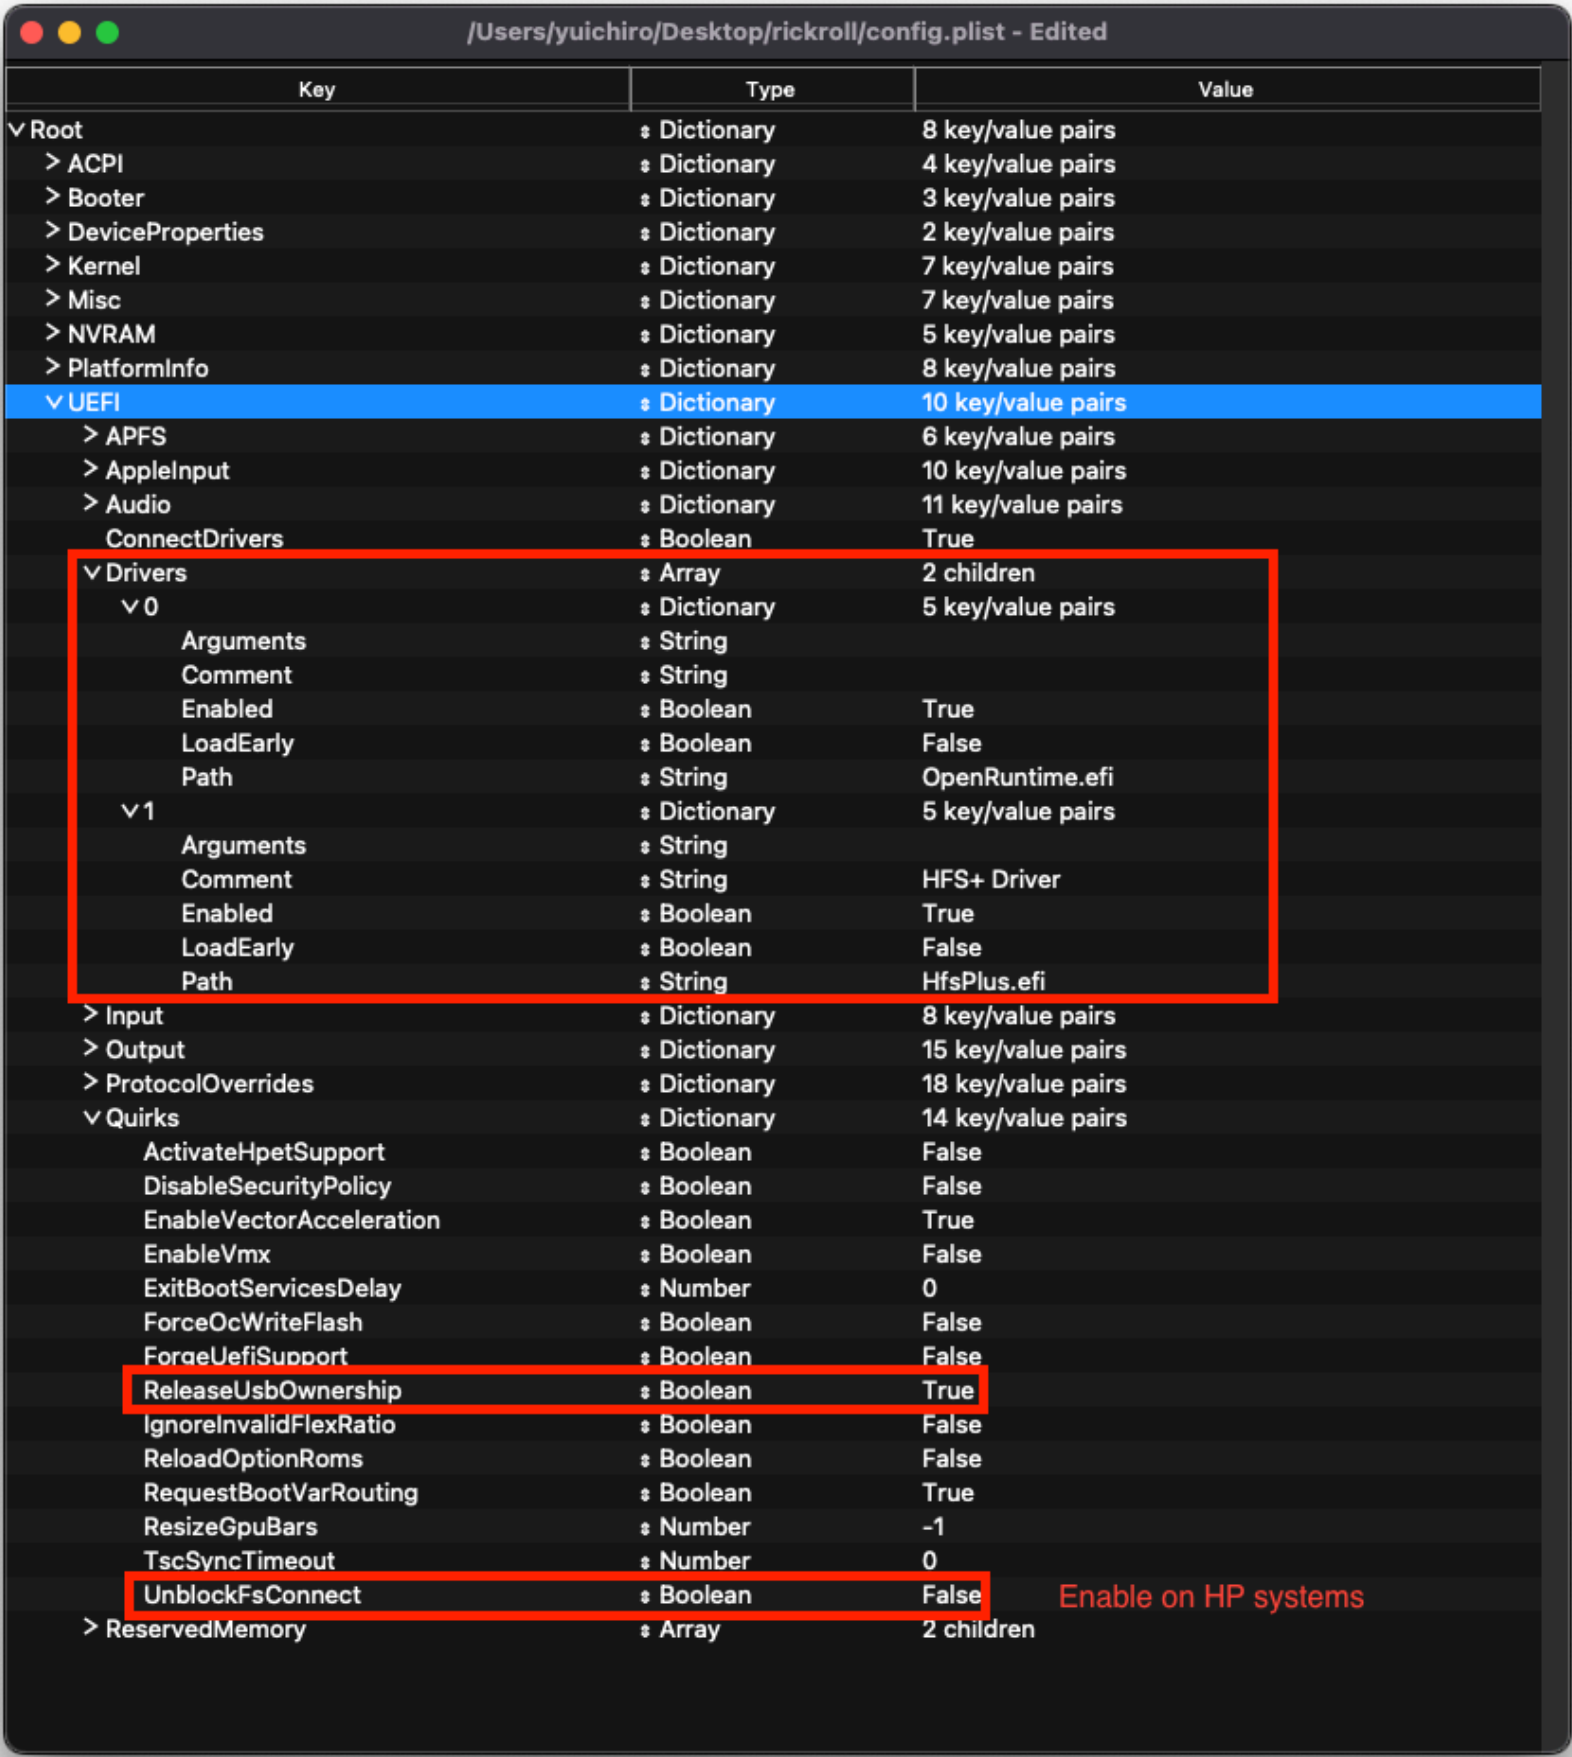 /Users/yuichiro/Desktop/rickroll/config.plist - Edited
Key Type Value
Root Dictionary 8 key/value pairs
ACPI Dictionary 4 key/value pairs
Booter Dictionary 3 key/value pairs
DeviceProperties Dictionary 2 key/value pairs
Kernel Dictionary 7 key/value pairs
Misc Dictionary 7 key/value pairs
NVRAM Dictionary 5 key/value pairs
PlatformInfo Dictionary 8 key/value pairs
UEFI Dictionary 10 key/value pairs
APFS Dictionary 6 key/value pairs
AppleInput Dictionary 10 key/value pairs
Audio Dictionary 11 key/value pairs
ConnectDrivers Boolean True
Drivers Array 2 children
0 Dictionary 5 key/value pairs
Arguments String
Comment String
Enabled Boolean True
LoadEarly Boolean False
Path String OpenRuntime.efi
1 Dictionary 5 key/value pairs
Arguments String
Comment String HFS+ Driver
Enabled Boolean True
LoadEarly Boolean False
Path String HfsPlus.efi
Input Dictionary 8 key/value pairs
Output Dictionary 15 key/value pairs
ProtocolOverrides Dictionary 18 key/value pairs
Quirks Dictionary 14 key/value pairs
ActivateHpetSupport Boolean False
DisableSecurityPolicy Boolean False
EnableVectorAcceleration Boolean True
EnableVmx Boolean False
ExitBootServicesDelay Number 0
ForceOcWriteFlash Boolean False
ForgeUefiSupport Boolean False
ReleaseUsbOwnership Boolean True
IgnoreInvalidFlexRatio Boolean False
ReloadOptionRoms Boolean False
RequestBootVarRouting Boolean True
ResizeGpuBars Number -1
TscSyncTimeout Number 0
UnblockFsConnect Boolean False Enable on HP systems
ReservedMemory Array 2 children